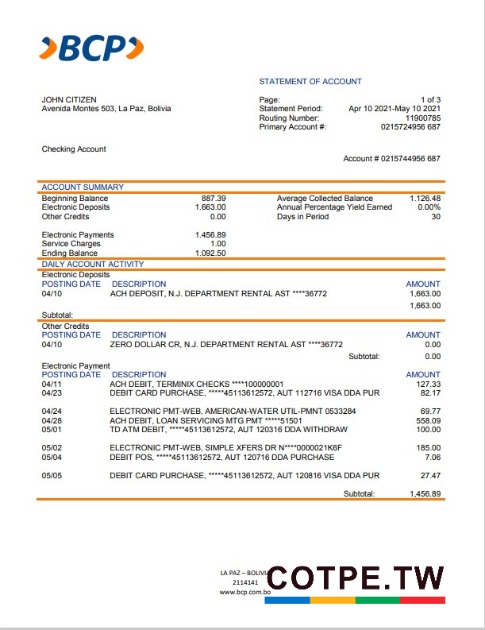 BCP
STATEMENT OF ACCOUNT
JOHN CITIZEN
Avenida Montes 503, La Paz, Bolivia
Page: 1 of 3
Statement Period: Apr 10 2021-May 10 2021
Routing Number: 11900785
Primary Account #: 0215724956 687
Checking Account
Account # 0215744956 687
ACCOUNT SUMMARY
Beginning Balance 887.39 Average Collected Balance 1.126.48
Electronic Deposits 1.663.00 Annual Percentage Yield Earned 0.00%
Other Credits 0.00 Days in Period 30
Electronic Payments 1.456.89
Service Charges 1.00
Ending Balance 1.092.50
DAILY ACCOUNT ACTIVITY
Electronic Deposits
POSTING DATE DESCRIPTION AMOUNT
04/10 ACH DEPOSIT, N.J. DEPARTMENT RENTAL AST ****36772 1,663.00
1,663.00
Subtotal:
Other Credits
POSTING DATE DESCRIPTION AMOUNT
04/10 ZERO DOLLAR CR, N.J. DEPARTMENT RENTAL AST ****36772 0.00
Subtotal: 0.00
Electronic Payment
POSTING DATE DESCRIPTION AMOUNT
04/11 ACH DEBIT, TERMINIX CHECKS ****100000001 127.33
04/23 DEBIT CARD PURCHASE, *****45113612572, AUT 112716 VISA DDA PUR 82.17
04/24 ELECTRONIC PMT-WEB, AMERICAN-WATER UTIL-PMNT 0533284 69.77
04/28 ACH DEBIT, LOAN SERVICING MTG PMT *****51501 558.09
05/01 TD ATM DEBIT, *****45113612572, AUT 120316 DDA WITHDRAW 100.00
05/02 ELECTRONIC PMT-WEB, SIMPLE XFERS DR N****0000021K6F 185.00
05/04 DEBIT POS, *****45113612572, AUT 120716 DDA PURCHASE 7.06
05/05 DEBIT CARD PURCHASE, *****45113612572, AUT 120816 VISA DDA PUR 27.47
Subtotal: 1,456.89
LA PAZ – BOLIVI
2114141
www.bcp.com.bo
COTPE.TW